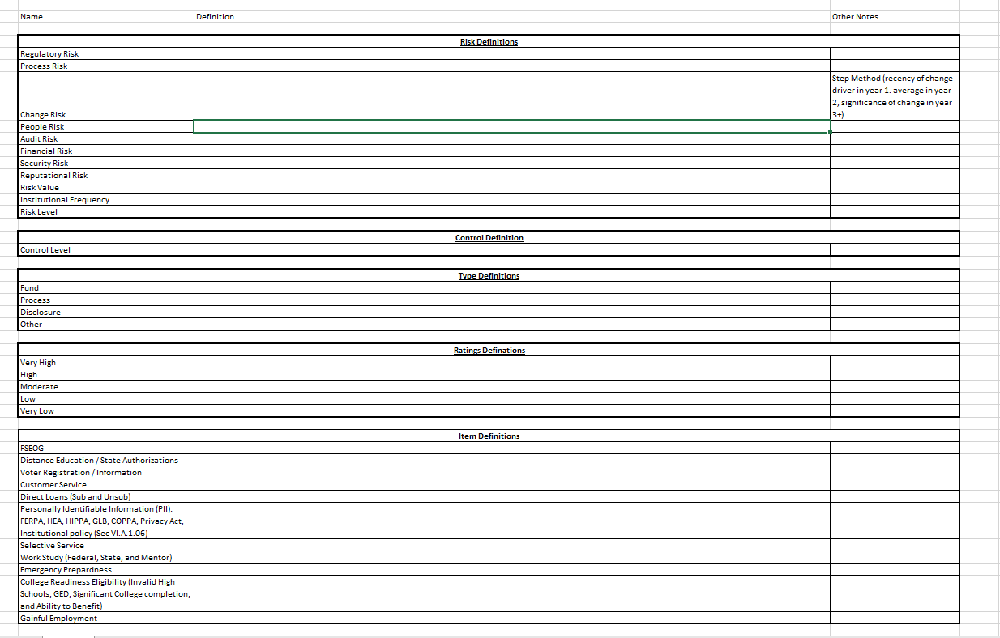 Name Definition Other Notes
Risk Definitions
Regulatory Risk
Process Risk
Step Method (recency of change
driver in year 1. average in year
2, significance of change in year
3+)
Change Risk
People Risk
Audit Risk
Financial Risk
Security Risk
Reputational Risk
Risk Value
Institutional Frequency
Risk Level
Control Definition
Control Level
Type Definitions
Fund
Process
Disclosure
Other
Ratings Definations
Very High
High
Moderate
Low
Very Low
Item Definitions
FSEOG
Distance Education / State Authorizations
Voter Registration / Information
Customer Service
Direct Loans (Sub and Unsub)
Personally Identifiable Information (PII):
FERPA, HEA, HIPPA, GLB, COPPA, Privacy Act,
Institutional policy (Sec VI.A.1.06)
Selective Service
Work Study (Federal, State, and Mentor)
Emergency Prepardness
College Readiness Eligibility (Invalid High
Schools, GED, Significant College completion,
and Ability to Benefit)
Gainful Employment